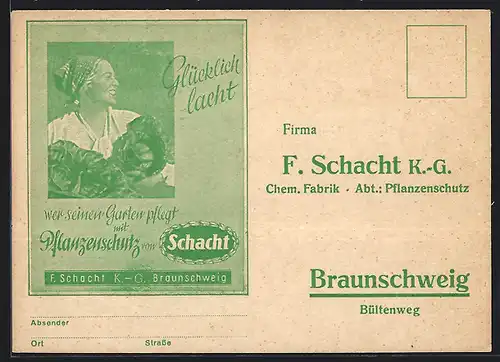 Glücklich
lacht
wer seinen Garten pflegt
mit
Pflanzenschutz von Schacht
F. Schacht K.-G. Braunschweig
Absender
Ort Straße
Firma
F. Schacht K.-G.
Chem. Fabrik · Abt.: Pflanzenschutz
Braunschweig
Bültenweg